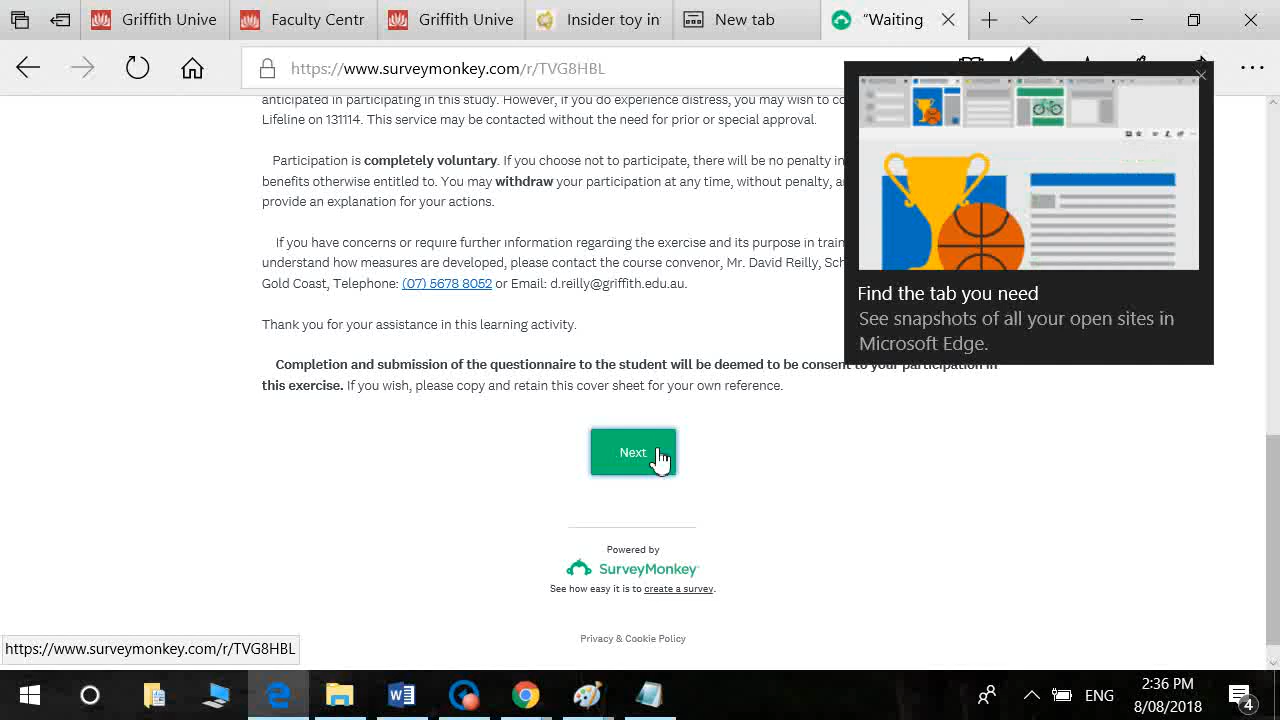 Griffith Unive
Faculty Centr
Griffith Unive
Insider toy in
New tab
"Waiting
https://www.surveymonkey.com/r/TVG8HBL
anticipated in participating in this study. However, if you do experience distress, you may wish to co
Lifeline on 131114. This service may be contacted without the need for prior or special approval.
Participation is completely voluntary. If you choose not to participate, there will be no penalty in
benefits otherwise entitled to. You may withdraw your participation at any time, without penalty, a
provide an explanation for your actions.
If you have concerns or require further information regarding the exercise and its purpose in train
understand how measures are developed, please contact the course convenor, Mr. David Reilly, Sch
Gold Coast, Telephone: (07) 5678 8052 or Email: d.reilly@griffith.edu.au.
Find the tab you need
See snapshots of all your open sites in
Microsoft Edge.
Thank you for your assistance in this learning activity.
Completion and submission of the questionnaire to the student will be deemed to be consent to your participation in
this exercise. If you wish, please copy and retain this cover sheet for your own reference.
Next
Powered by
SurveyMonkey
See how easy it is to create a survey.
Privacy & Cookie Policy
https://www.surveymonkey.com/r/TVG8HBL
ENG
2:36 PM
8/08/2018
4